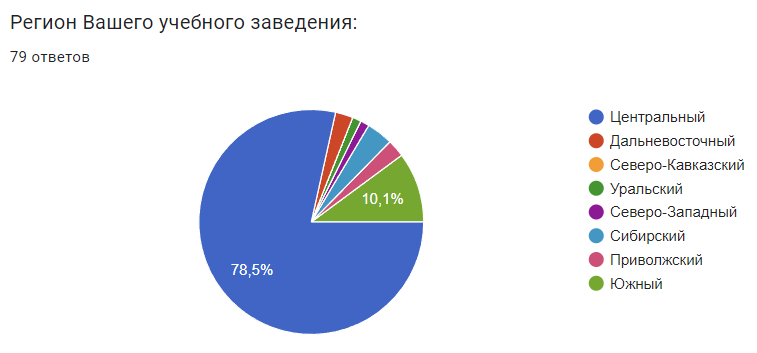 Регион Вашего учебного заведения:
79 ответов
78,5%
10,1%
Центральный
Дальневосточный
Северо-Кавказский
Уральский
Северо-Западный
Сибирский
Приволжский
Южный